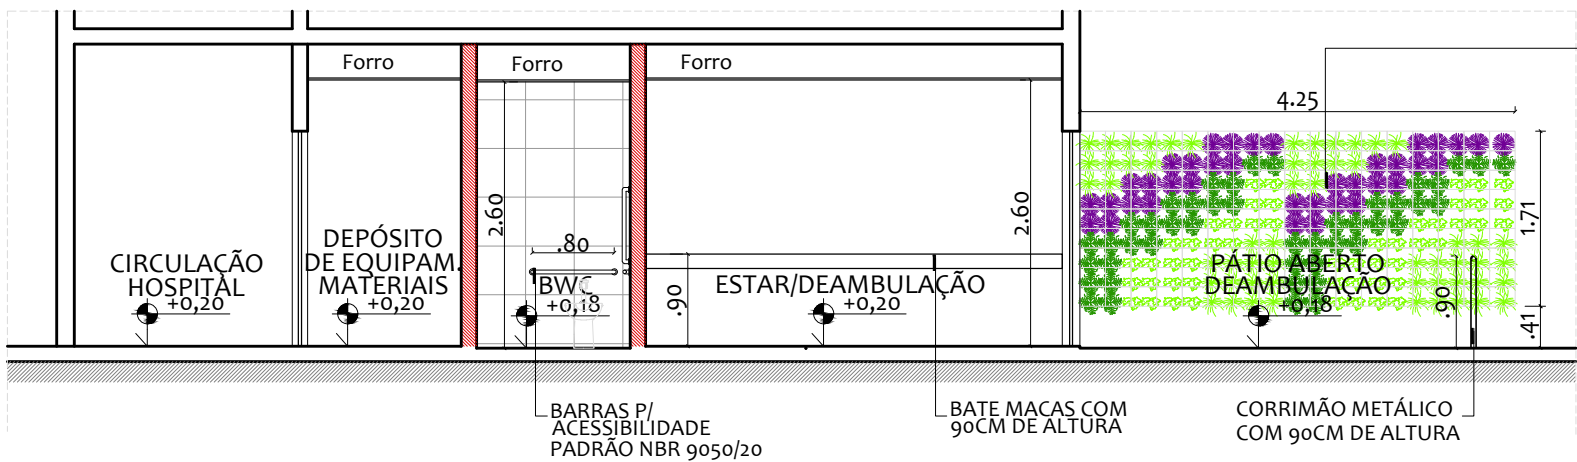 Forro
Forro
Forro
4.25
2.60
2.60
1.71
.80
.90
.90
.41
CIRCULAÇÃO
HOSPITAL
+0,20
DEPÓSITO
DE EQUIPAM.
MATERIAIS
+0,20
BWC
+0,18
ESTAR/DEAMBULAÇÃO
+0,20
PÁTIO ABERTO
DEAMBULAÇÃO
+0,18
BARRAS P/
ACESSIBILIDADE
PADRÃO NBR 9050/20
BATE MACAS COM
90CM DE ALTURA
CORRIMÃO METÁLICO
COM 90CM DE ALTURA